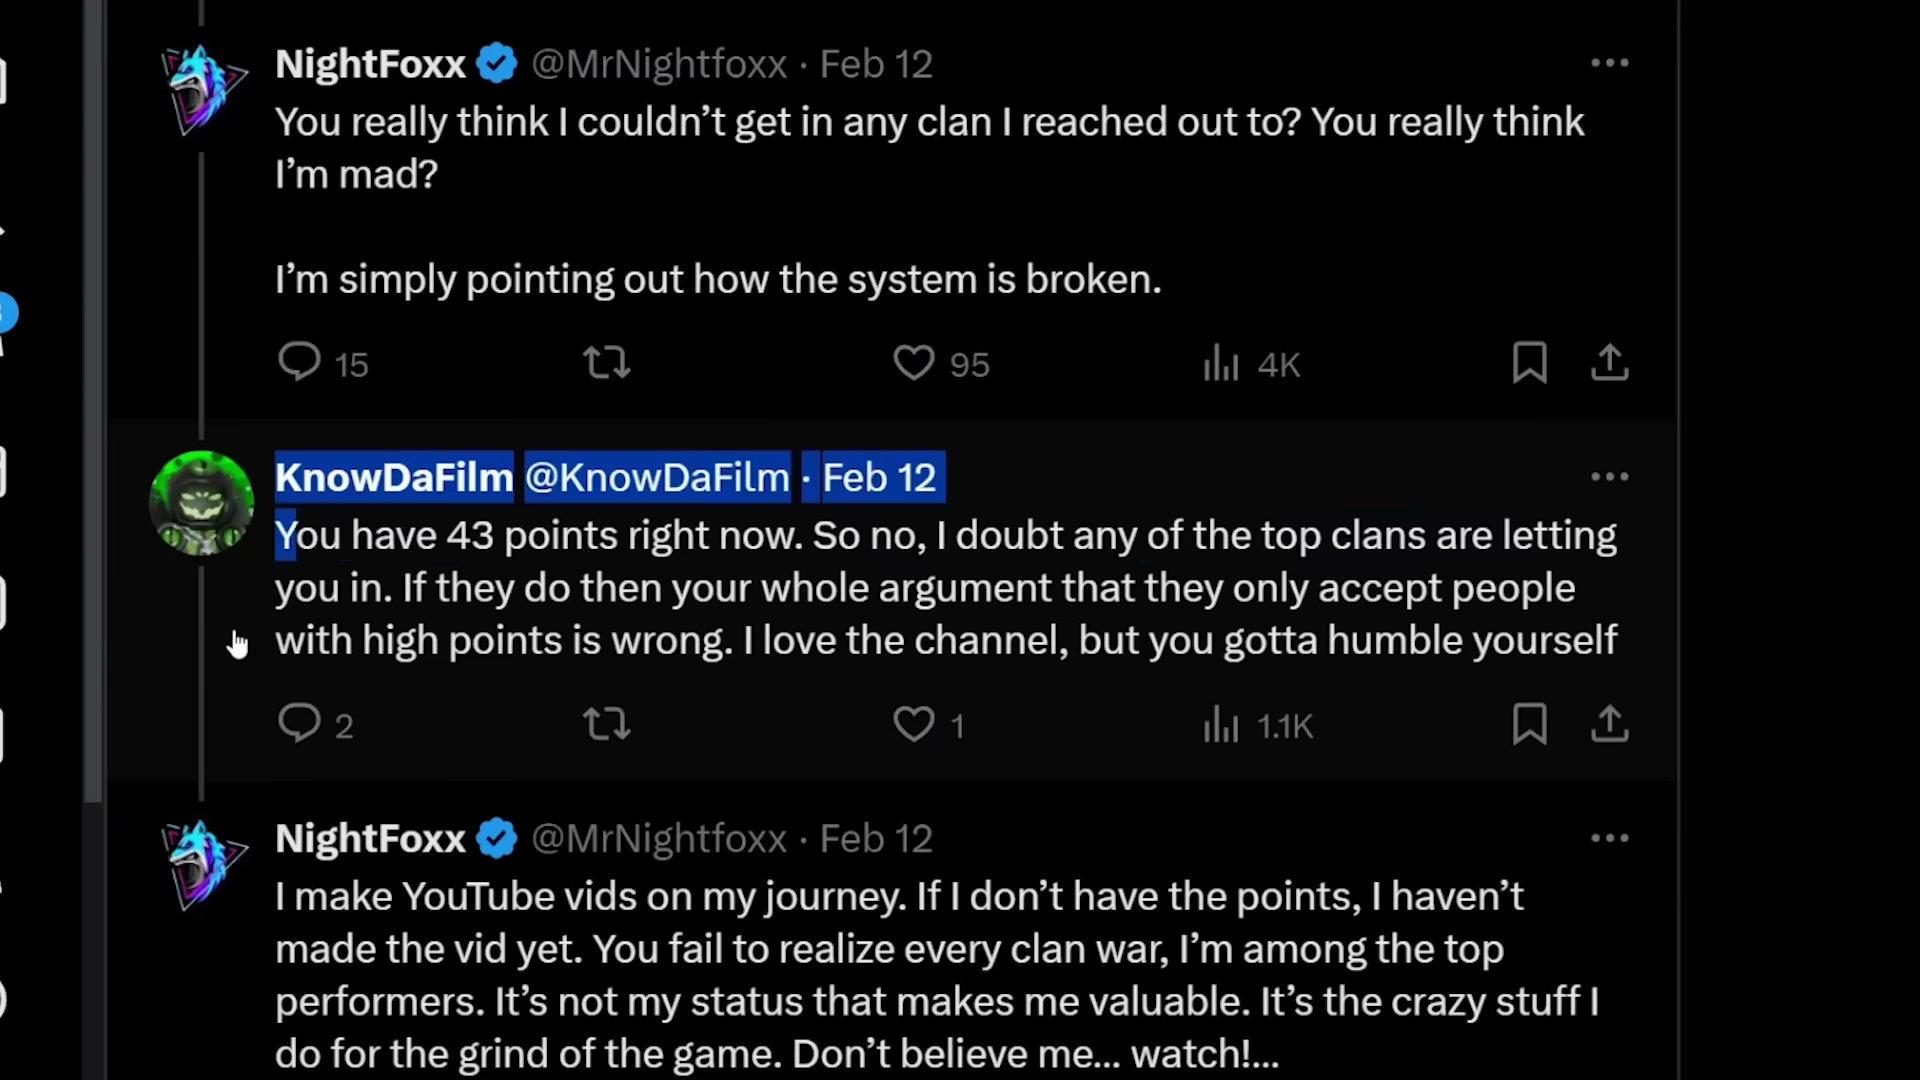 NightFoxx @MrNightfoxx · Feb 12
You really think I couldn’t get in any clan I reached out to? You really think
I’m mad?
I’m simply pointing out how the system is broken.
15 95 4K
KnowDaFilm @KnowDaFilm · Feb 12
You have 43 points right now. So no, I doubt any of the top clans are letting
you in. If they do then your whole argument that they only accept people
with high points is wrong. I love the channel, but you gotta humble yourself
2 1 1.1K
NightFoxx @MrNightfoxx · Feb 12
I make YouTube vids on my journey. If I don’t have the points, I haven’t
made the vid yet. You fail to realize every clan war, I’m among the top
performers. It’s not my status that makes me valuable. It’s the crazy stuff I
do for the grind of the game. Don’t believe me... watch!...